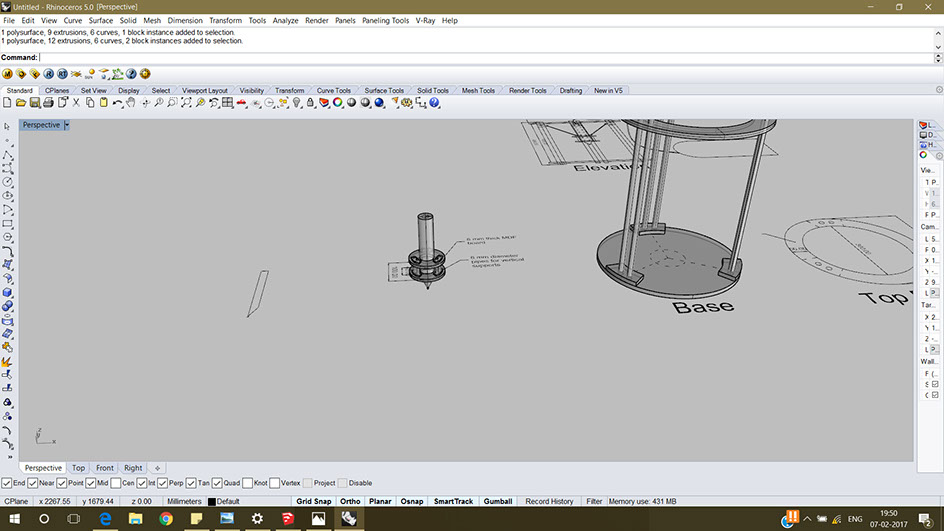 Untitled - Rhinoceros 5.0 [Perspective]
File Edit View Curve Surface Solid Mesh Dimension Transform Tools Analyze Render Panels Paneling Tools V-Ray Help
1 polysurface, 9 extrusions, 6 curves, 1 block instance added to selection.
1 polysurface, 12 extrusions, 6 curves, 2 block instances added to selection.
Command:
Standard CPlanes Set View Display Select Viewport Layout Visibility Transform Curve Tools Surface Tools Solid Tools Mesh Tools Render Tools Drafting New in V5
Perspective
L...
D...
H...
Vie...
1 P...
Elevation
6 mm thick MDF
board
6 mm diameter
pipes for vertical
supports
Cam...
Base
Top
Tar...
Wall...
z
x
Perspective Top Front Right
End Near Point Mid Cen Int Perp Tan Quad Knot Vertex Project Disable
CPlane x 2267.55 y 1679.44 z 0.00 Millimeters Default Grid Snap Ortho Planar Osnap SmartTrack Gumball Record History Filter Memory use: 431 MB
ENG
19:50
07-02-2017